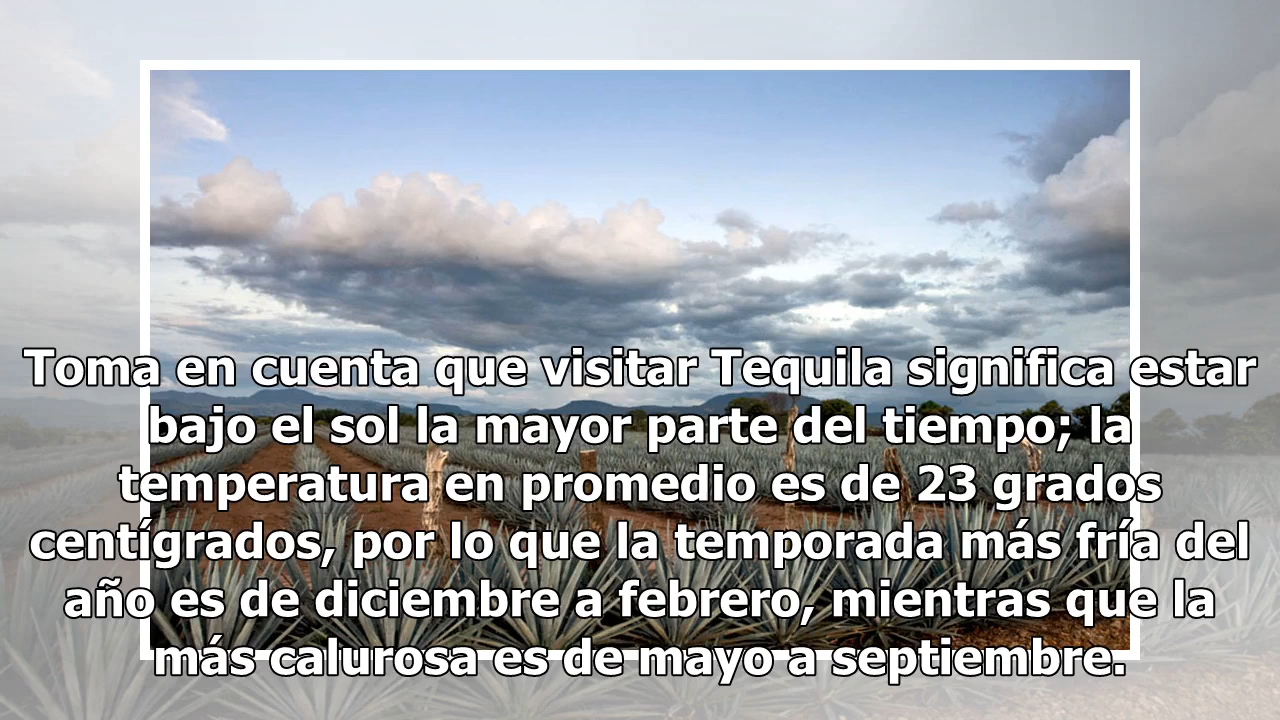 Toma en cuenta que visitar Tequila significa estar
bajo el sol la mayor parte del tiempo; la
temperatura en promedio es de 23 grados
centígrados, por lo que la temporada más fría del
año es de diciembre a febrero, mientras que la
más calurosa es de mayo a septiembre.